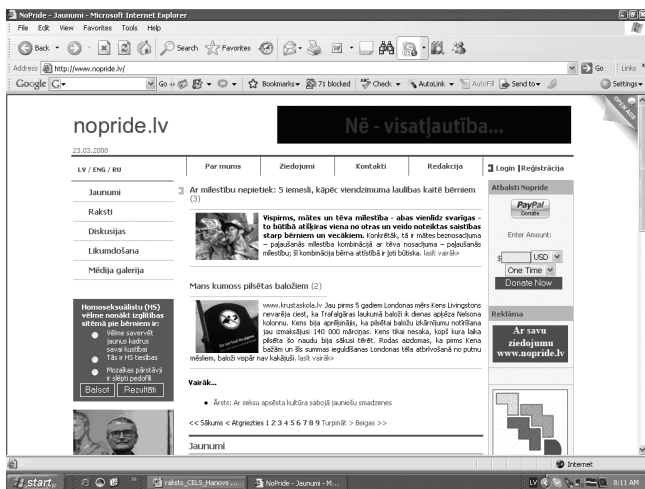 NoPride - Jaunumi - Microsoft Internet Explorer
File Edit View Favorites Tools Help
Back Search Favorites
Address http://www.nopride.lv/ Go Links
Google G Go Bookmarks 71 blocked Check AutoLink AutoFill Send to Settings
OPEN ADS
nopride.lv
Nē - visatļautība...
23.03.2008
LV / ENG / RU
Par mums Ziedojumi Kontakti Redakcija
Login | Reģistrācija
Jaunumi
Raksti
Diskusijas
Likumdošana
Mēdija galerija
Ar milestību nepietiek: 5 iemesli, kāpēc viendzimuma laulības kaitē bērniem
(3)
Vispirms, mātes un tēva mīlestība - abas vienlīdz svarīgas -
to būtībā atšķiras viena no otras un veido noteiktas saistības
starp bērniem un vecākiem. Konkrētāk, tā ir mātes beznosacījuma
– paļaušanās mīlestība kombinācijā ar tēva nosacījuma – paļaušanās
mīlestību; šī kombinācija bērna attīstībā ir ļoti būtiska. lasīt vairāk>
Mans kumoss pilsētas baložiem (2)
www.krustaskola.lv Jau pirms 5 gadiem Londonas mērs Kens Livingstons
nevarēja ciest, ka Trafalgāras laukumā baloži ik dienas apķēza Nelsona
kolonnu. Kens bija aprēķinājis, ka pilsētai baložu izkārnījumu notīrīšana
jau izmaksājusi 140 000 mārciņas. Kens tikai nesaka, kopš kura laika
pilsēta šo naudu bija sākusi tērēt. Rodas aizdomas, ka pirms Kena
bažām un šīs summas ieguldīšanas Londonas tēla atbrīvošanā no putnu
mēsliem, baloži vispār nav kakājuši. lasīt vairāk>
Vairāk...
Ārsts: Ar seksu apsēsta kultūra sabojā jauniešu smadzenes
<< Sākums < Atgriezties 1 2 3 4 5 6 7 8 9 Turpināt > Beigas >>
Jaunumi
Homoseksuālistu (HS)
vēlme nonākt izglītības
sitēmā pie bērniem ir:
Vēlme savervēt
jaunus kadrus
savai kustībai
Tās ir HS tiesības
Mozaīkas pārstāvji
ir slēpti pedofili
Balsot Rezultāti
Atbalsti Nopride
PayPal
Donate
Enter Amount:
$ USD
One Time
Donate Now
Reklāma
Ar savu
ziedojumu
www.nopride.lv
Internet
start raksts_CELS_Hanovs ... NoPride - Jaunumi - M... LV 8:11 AM